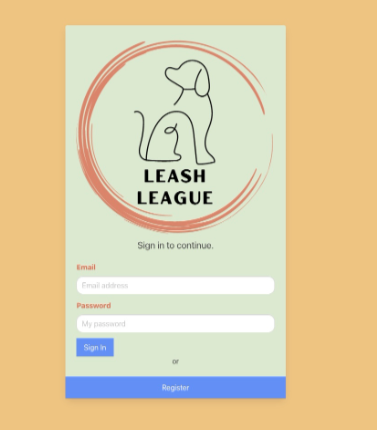 LEASH
LEAGUE
Sign in to continue.
Email
Email address
Password
My password
Sign In
or
Register